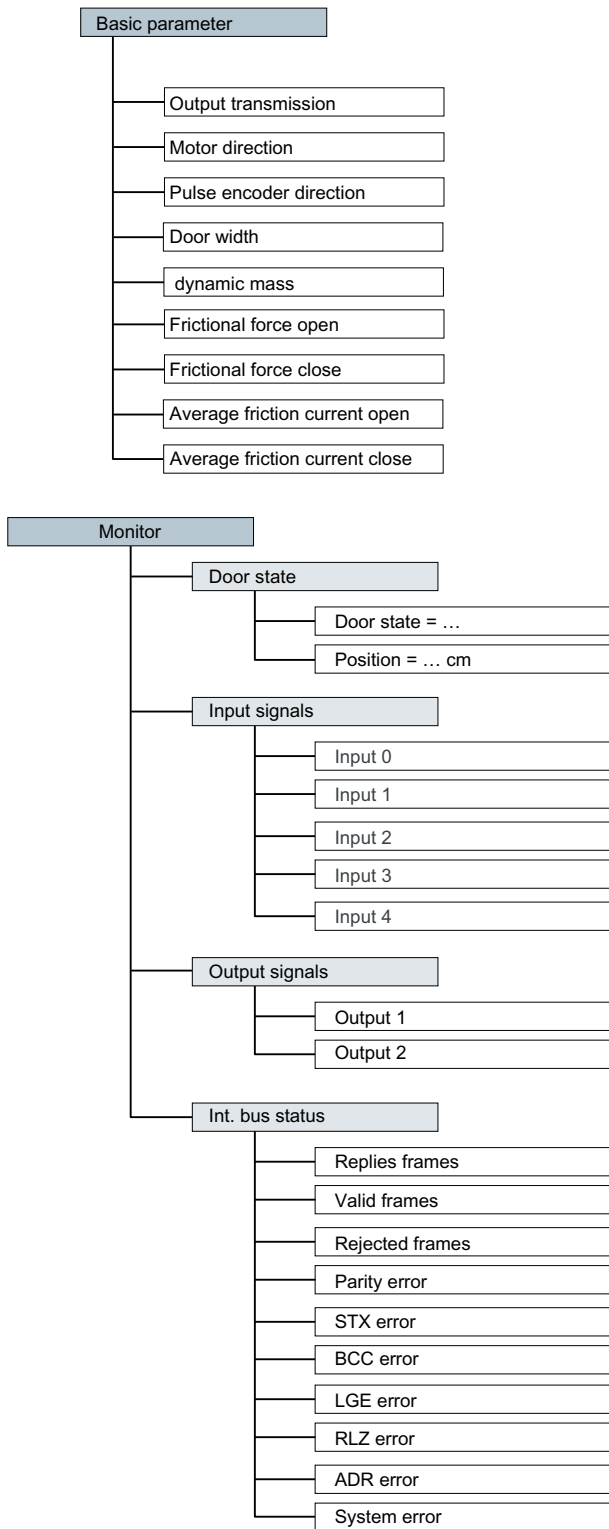 Basic parameter
Output transmission
Motor direction
Pulse encoder direction
Door width
dynamic mass
Frictional force open
Frictional force close
Average friction current open
Average friction current close
Monitor
Door state
Door state = ...
Position = ... cm
Input signals
Input 0
Input 1
Input 2
Input 3
Input 4
Output signals
Output 1
Output 2
Int. bus status
Replies frames
Valid frames
Rejected frames
Parity error
STX error
BCC error
LGE error
RLZ error
ADR error
System error